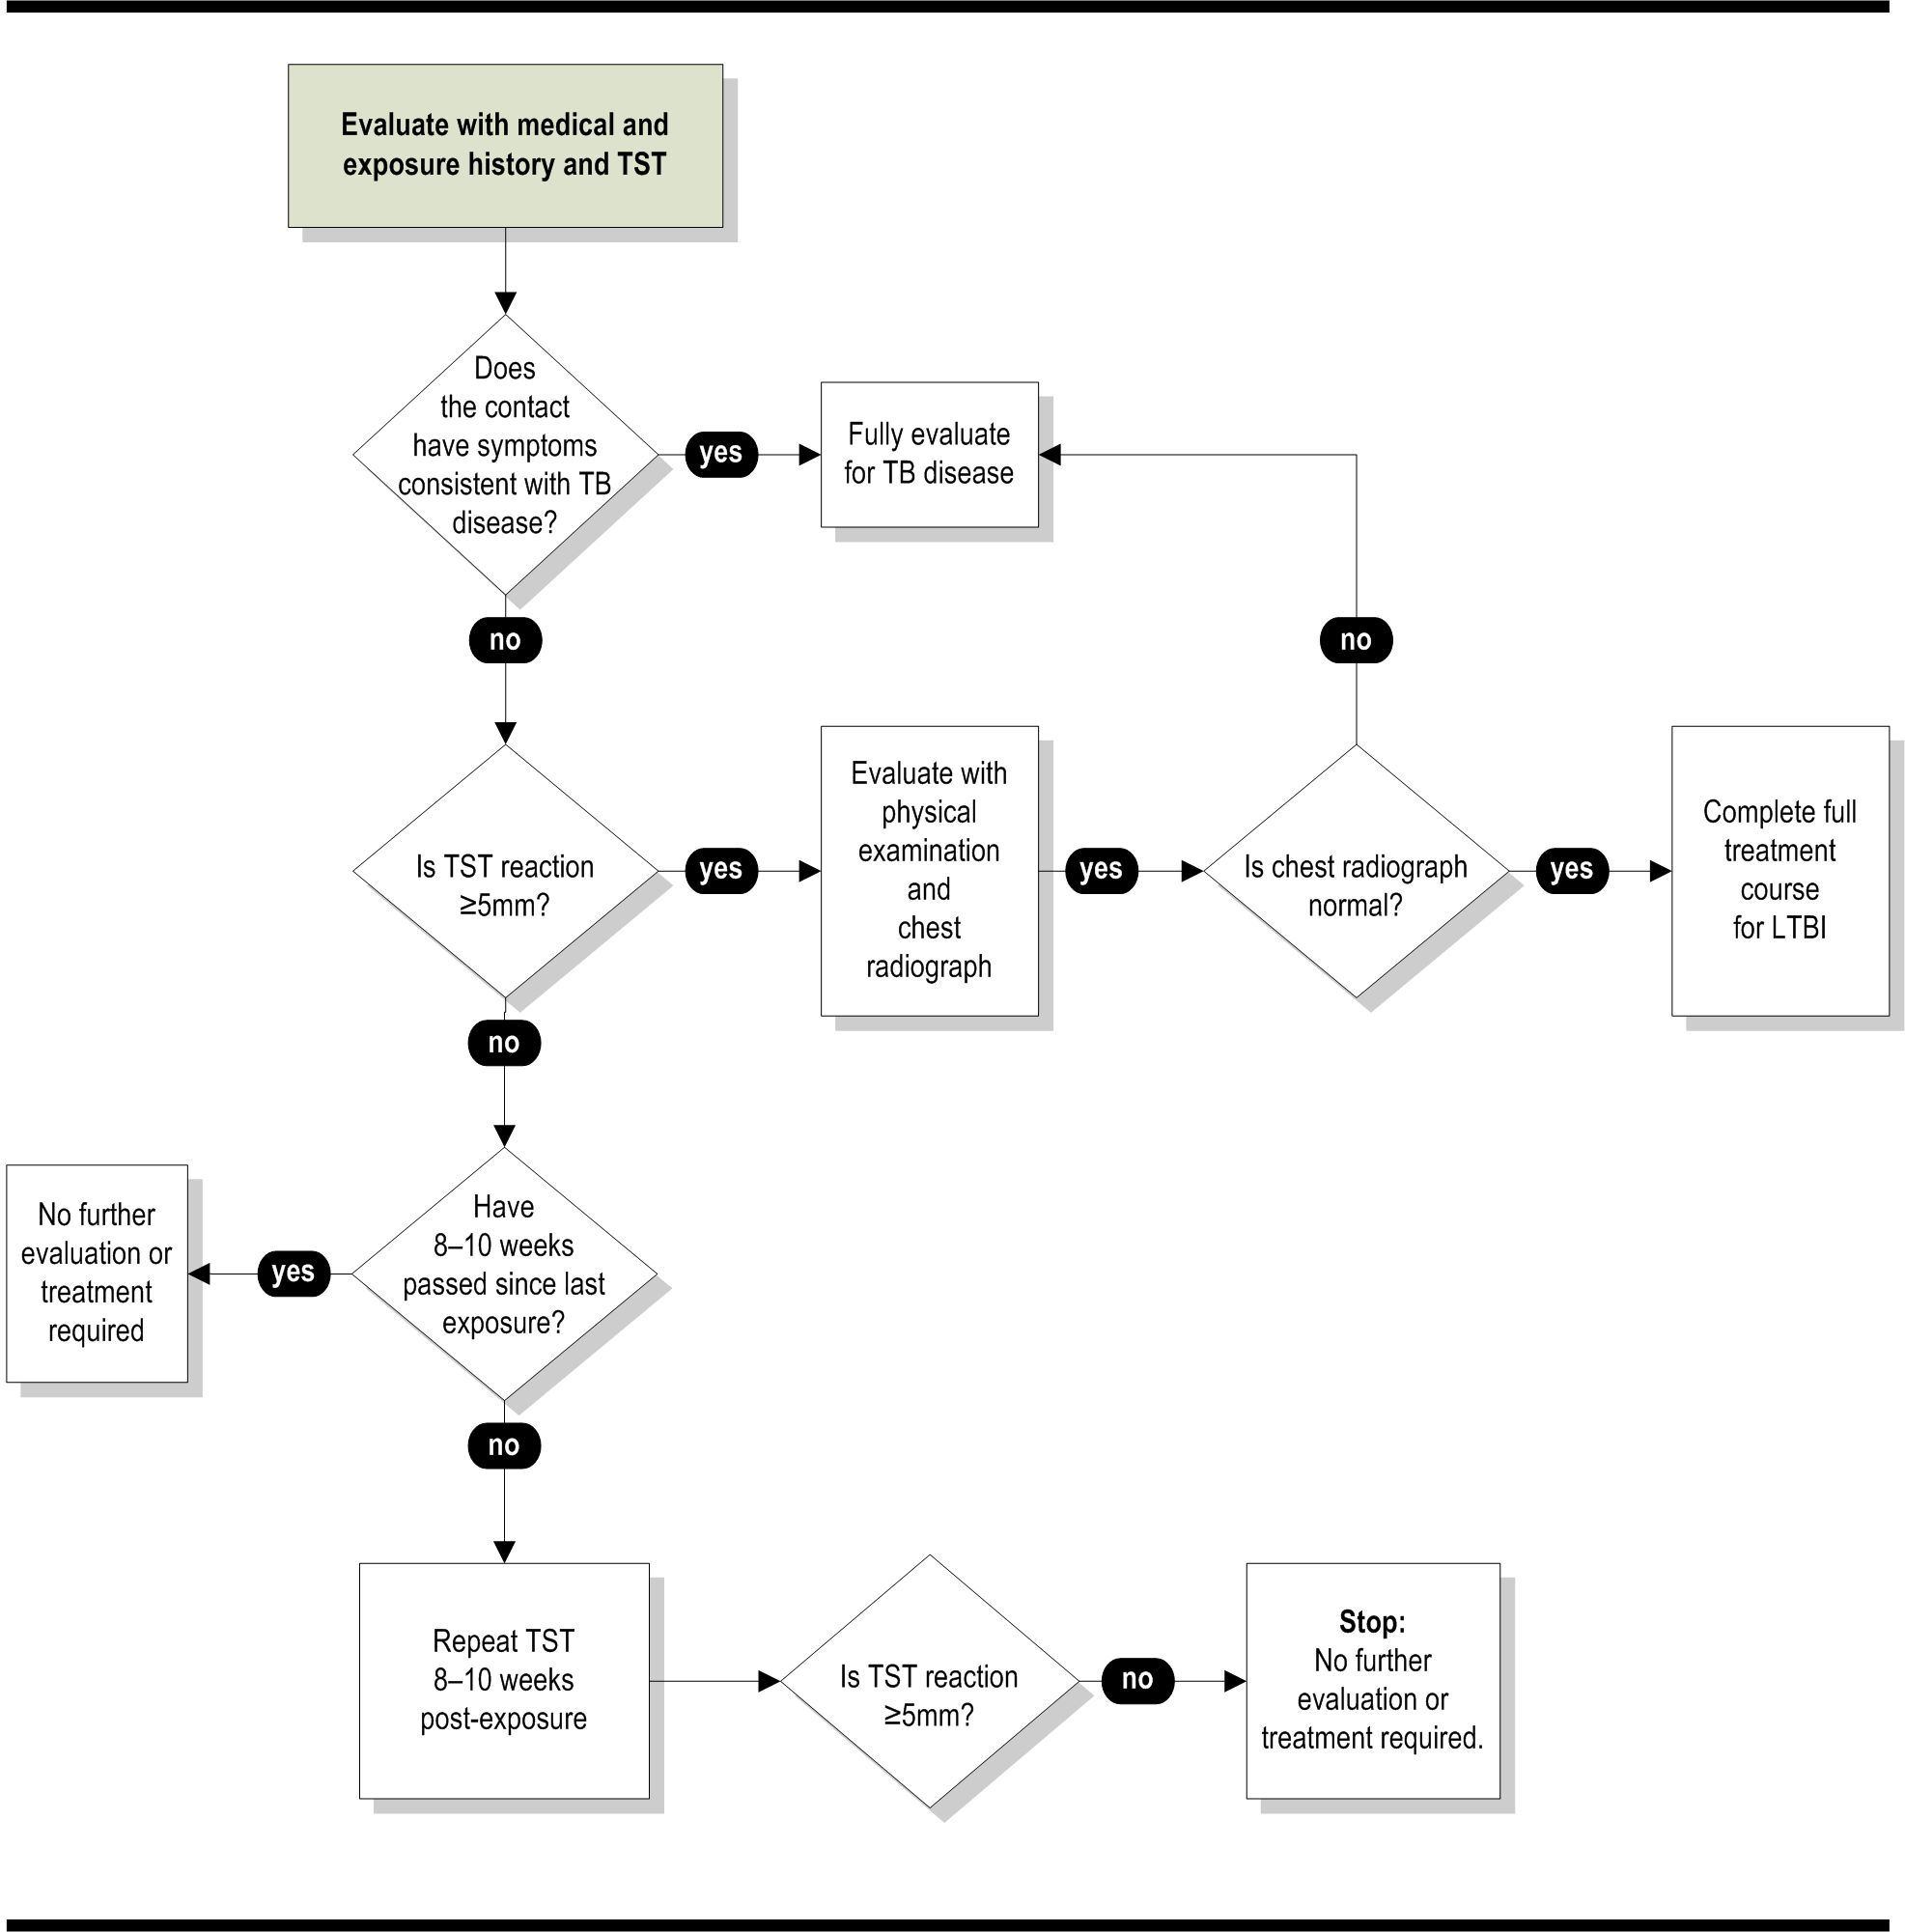 Evaluate with medical and
exposure history and TST
Does
the contact
have symptoms
consistent with TB
disease?
yes
Fully evaluate
for TB disease
no
no
Is TST reaction
≥5mm?
yes
Evaluate with
physical
examination
and
chest
radiograph
yes
Is chest radiograph
normal?
yes
Complete full
treatment
course
for LTBI
no
Have
8–10 weeks
passed since last
exposure?
yes
No further
evaluation or
treatment
required
no
Repeat TST
8–10 weeks
post-exposure
Is TST reaction
≥5mm?
no
Stop:
No further
evaluation or
treatment required.